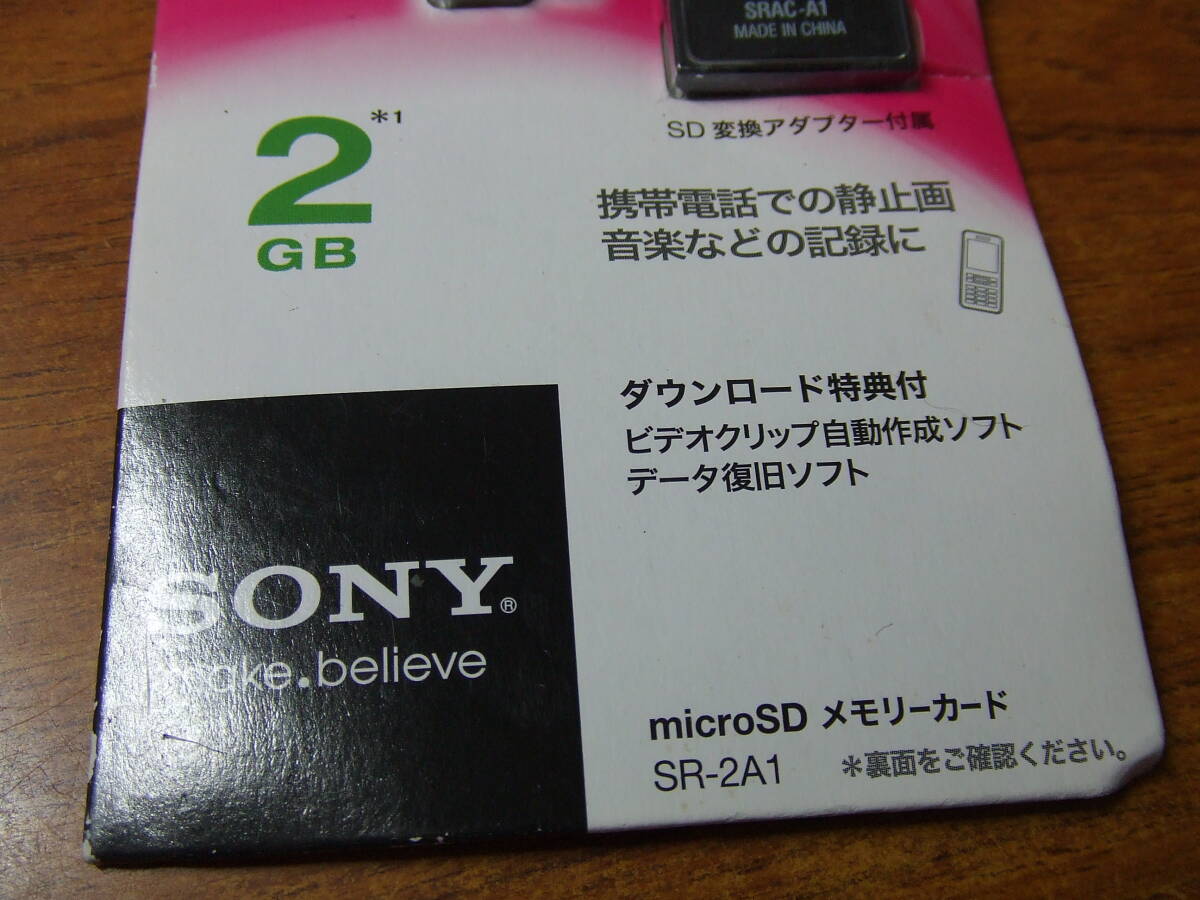 SRAC-A1
MADE IN CHINA
SD 変換アダプター付属
2*1
GB
携帯電話での静止画
音楽などの記録に
ダウンロード特典付
ビデオクリップ自動作成ソフト
データ復旧ソフト
SONY®
make.believe
microSD メモリーカード
SR-2A1
*裏面をご確認ください。